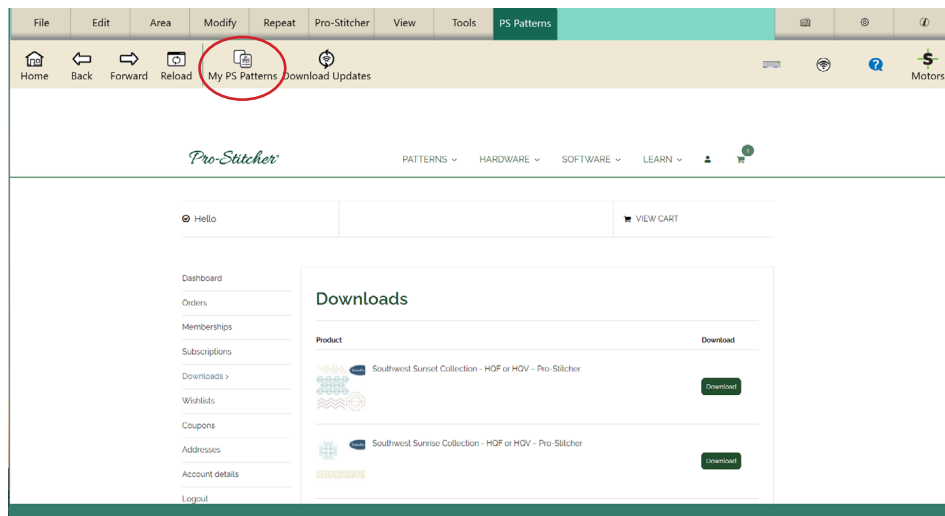 File Edit Area Modify Repeat Pro-Stitcher View Tools PS Patterns
Home Back Forward Reload My PS Patterns Download Updates Motors
Pro-Stitcher PATTERNS HARDWARE SOFTWARE LEARN 3
Hello VIEW CART
Dashboard
Orders
Memberships
Subscriptions
Downloads >
Wishlists
Coupons
Addresses
Account details
Logout
Downloads
Product Download
Southwest Sunset Collection - HQF or HQV – Pro-Stitcher
Download
Southwest Sunrise Collection - HQF or HQV – Pro-Stitcher
Download